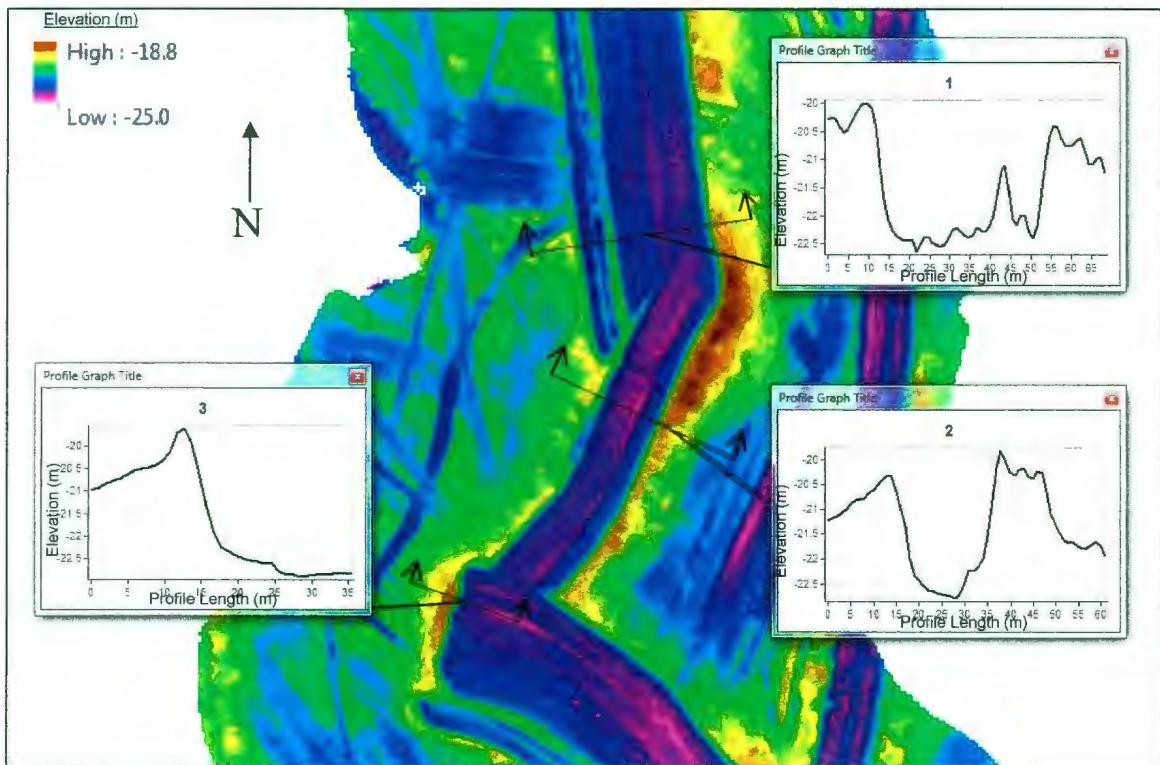 Elevation (m)
High : -18.8
Low : -25.0
N
Profile Graph Title
1
Elevation (m)
-20
-20.5
-21
-21.5
-22
-22.5
0 5 10 15 20 25 30 35 40 45 50 55 60 65
Profile Length (m)
Profile Graph Title
3
Elevation (m)
-20
-20.5
-21
-21.5
-22
-22.5
0 5 10 15 20 25 30 35
Profile Length (m)
Profile Graph Title
2
Elevation (m)
-20
-20.5
-21
-21.5
-22
-22.5
0 5 10 15 20 25 30 35 40 45 50 55 60
Profile Length (m)